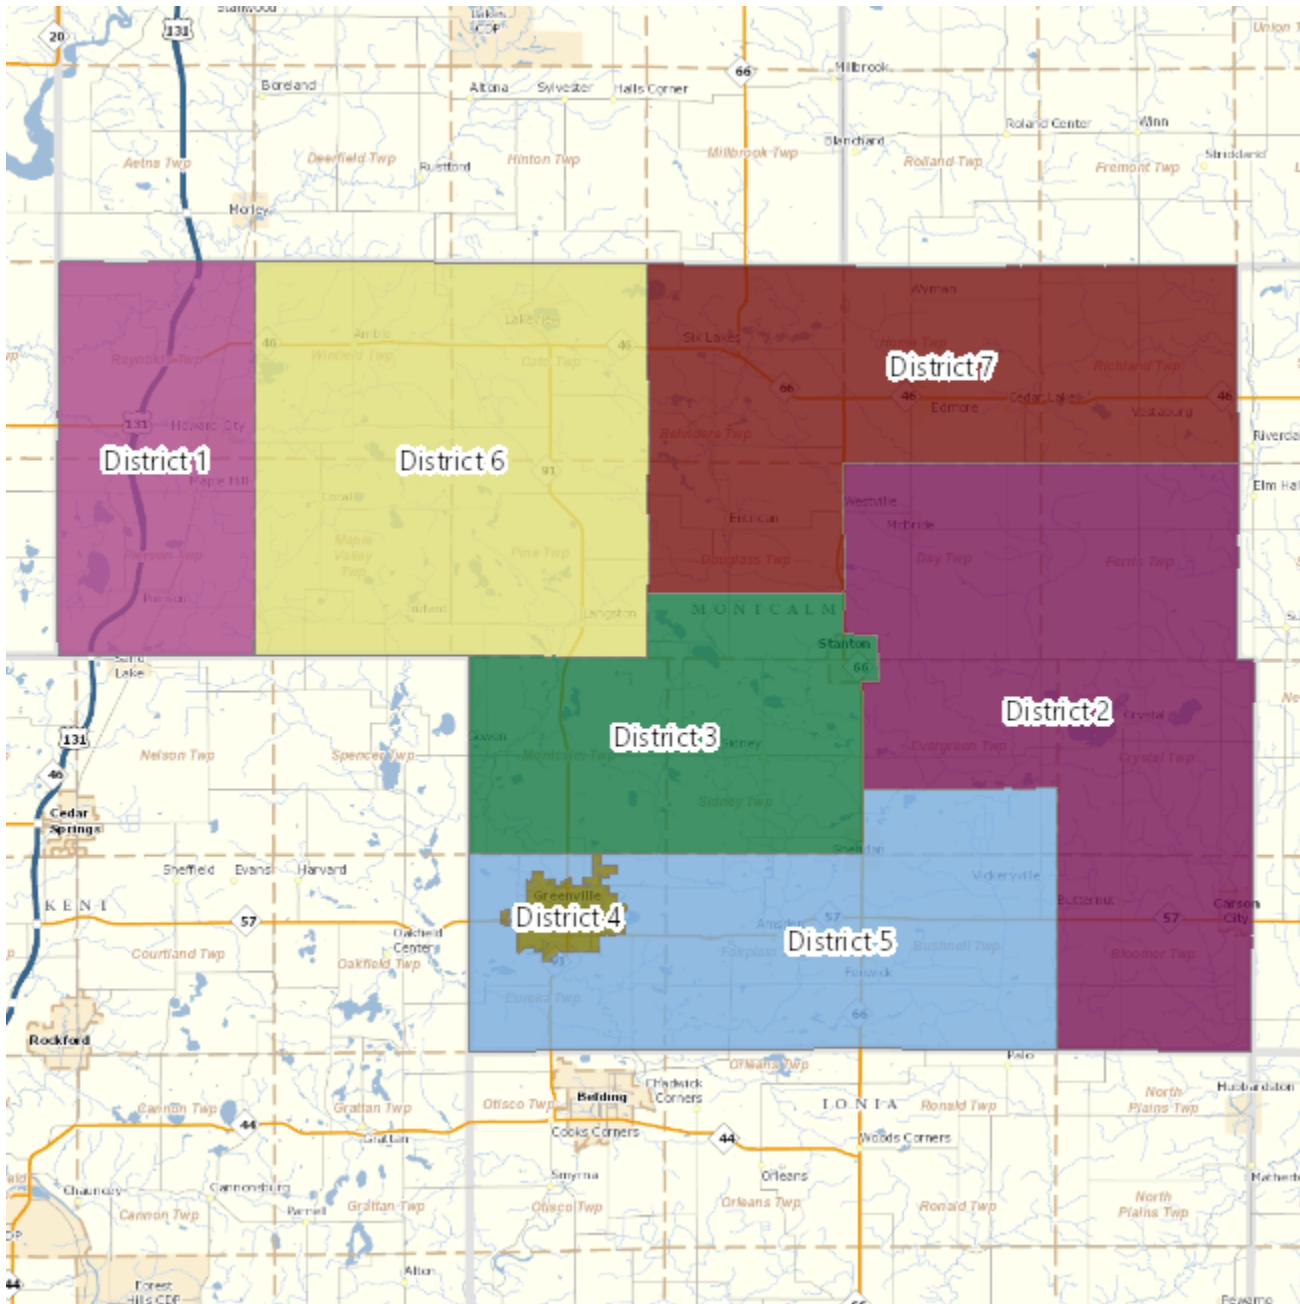 Stanwood
20
131
Lakes
CDP
66
Millbrook
Boreland
Altona
Sylvester
Halls Corner
Roland Center
Winn
Blanchard
Strickland
Aetna Twp
Deerfield Twp
Rustford
Hinton Twp
Millbrook Twp
Rolland Twp
Fremont Twp
Morley
Wyman
Lakeview
Amble
46
Winfield Twp
Cato Twp
46
Six Lakes
Home Twp
Reynolds Twp
District 7
Richland Twp
66
46
Cedar Lake
46
Edmore
Vestaburg
131
Howard City
Belvidere Twp
Riverda
District 1
District 6
91
Maple Hill
Elm Hal
Coral
Westville
Entrican
McBride
Maple
Valley
Twp
Pierson Twp
Pine Twp
Douglass Twp
Day Twp
Ferris Twp
Pierson
Langston
MONTCALM
Stanton
66
Sand
Lake
District 2
Crystal
131
Gowen
District 3
Sidney
Evergreen Twp
Nelson Twp
Spencer Twp
Montcalm Twp
Crystal Twp
46
Sidney Twp
Cedar
Springs
Sheridan
Sheffield
Evans
Harvard
Vickeryville
KENT
Greenville
Butternut
Carson
City
57
District 4
Amsden
57
57
Oakfield
Center
District 5
Bushnell Twp
Courtland Twp
Oakfield Twp
Fairplain Twp
Bloomer Twp
91
Fenwick
Eureka Twp
66
Rockford
Palo
Orleans Twp
Chadwick
Corners
Hubbardston
Belding
North
Plains Twp
Cannon Twp
Grattan Twp
Otisco Twp
IONIA
Ronald Twp
44
Grattan
Cooks Corners
44
Woods Corners
Smyrna
Orleans
Chauncey
Cannonsburg
Parnell
Cannon Twp
Grattan Twp
Otisco Twp
Orleans Twp
Ronald Twp
North
Plains Twp
Alton
44
Forest
Hills CDP
66
Pewamo